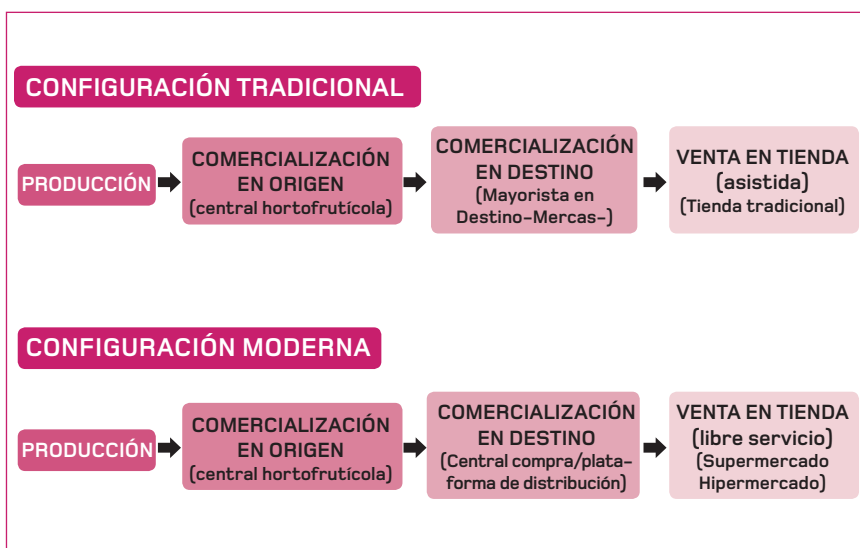 CONFIGURACIÓN TRADICIONAL
PRODUCCIÓN
COMERCIALIZACIÓN
EN ORIGEN
(central hortofrutícola)
COMERCIALIZACIÓN
EN DESTINO
(Mayorista en
Destino-Mercas-)
VENTA EN TIENDA
(asistida)
(Tienda tradicional)
CONFIGURACIÓN MODERNA
PRODUCCIÓN
COMERCIALIZACIÓN
EN ORIGEN
(central hortofrutícola)
COMERCIALIZACIÓN
EN DESTINO
(Central compra/plata-
forma de distribución)
VENTA EN TIENDA
(libre servicio)
(Supermercado
Hipermercado)